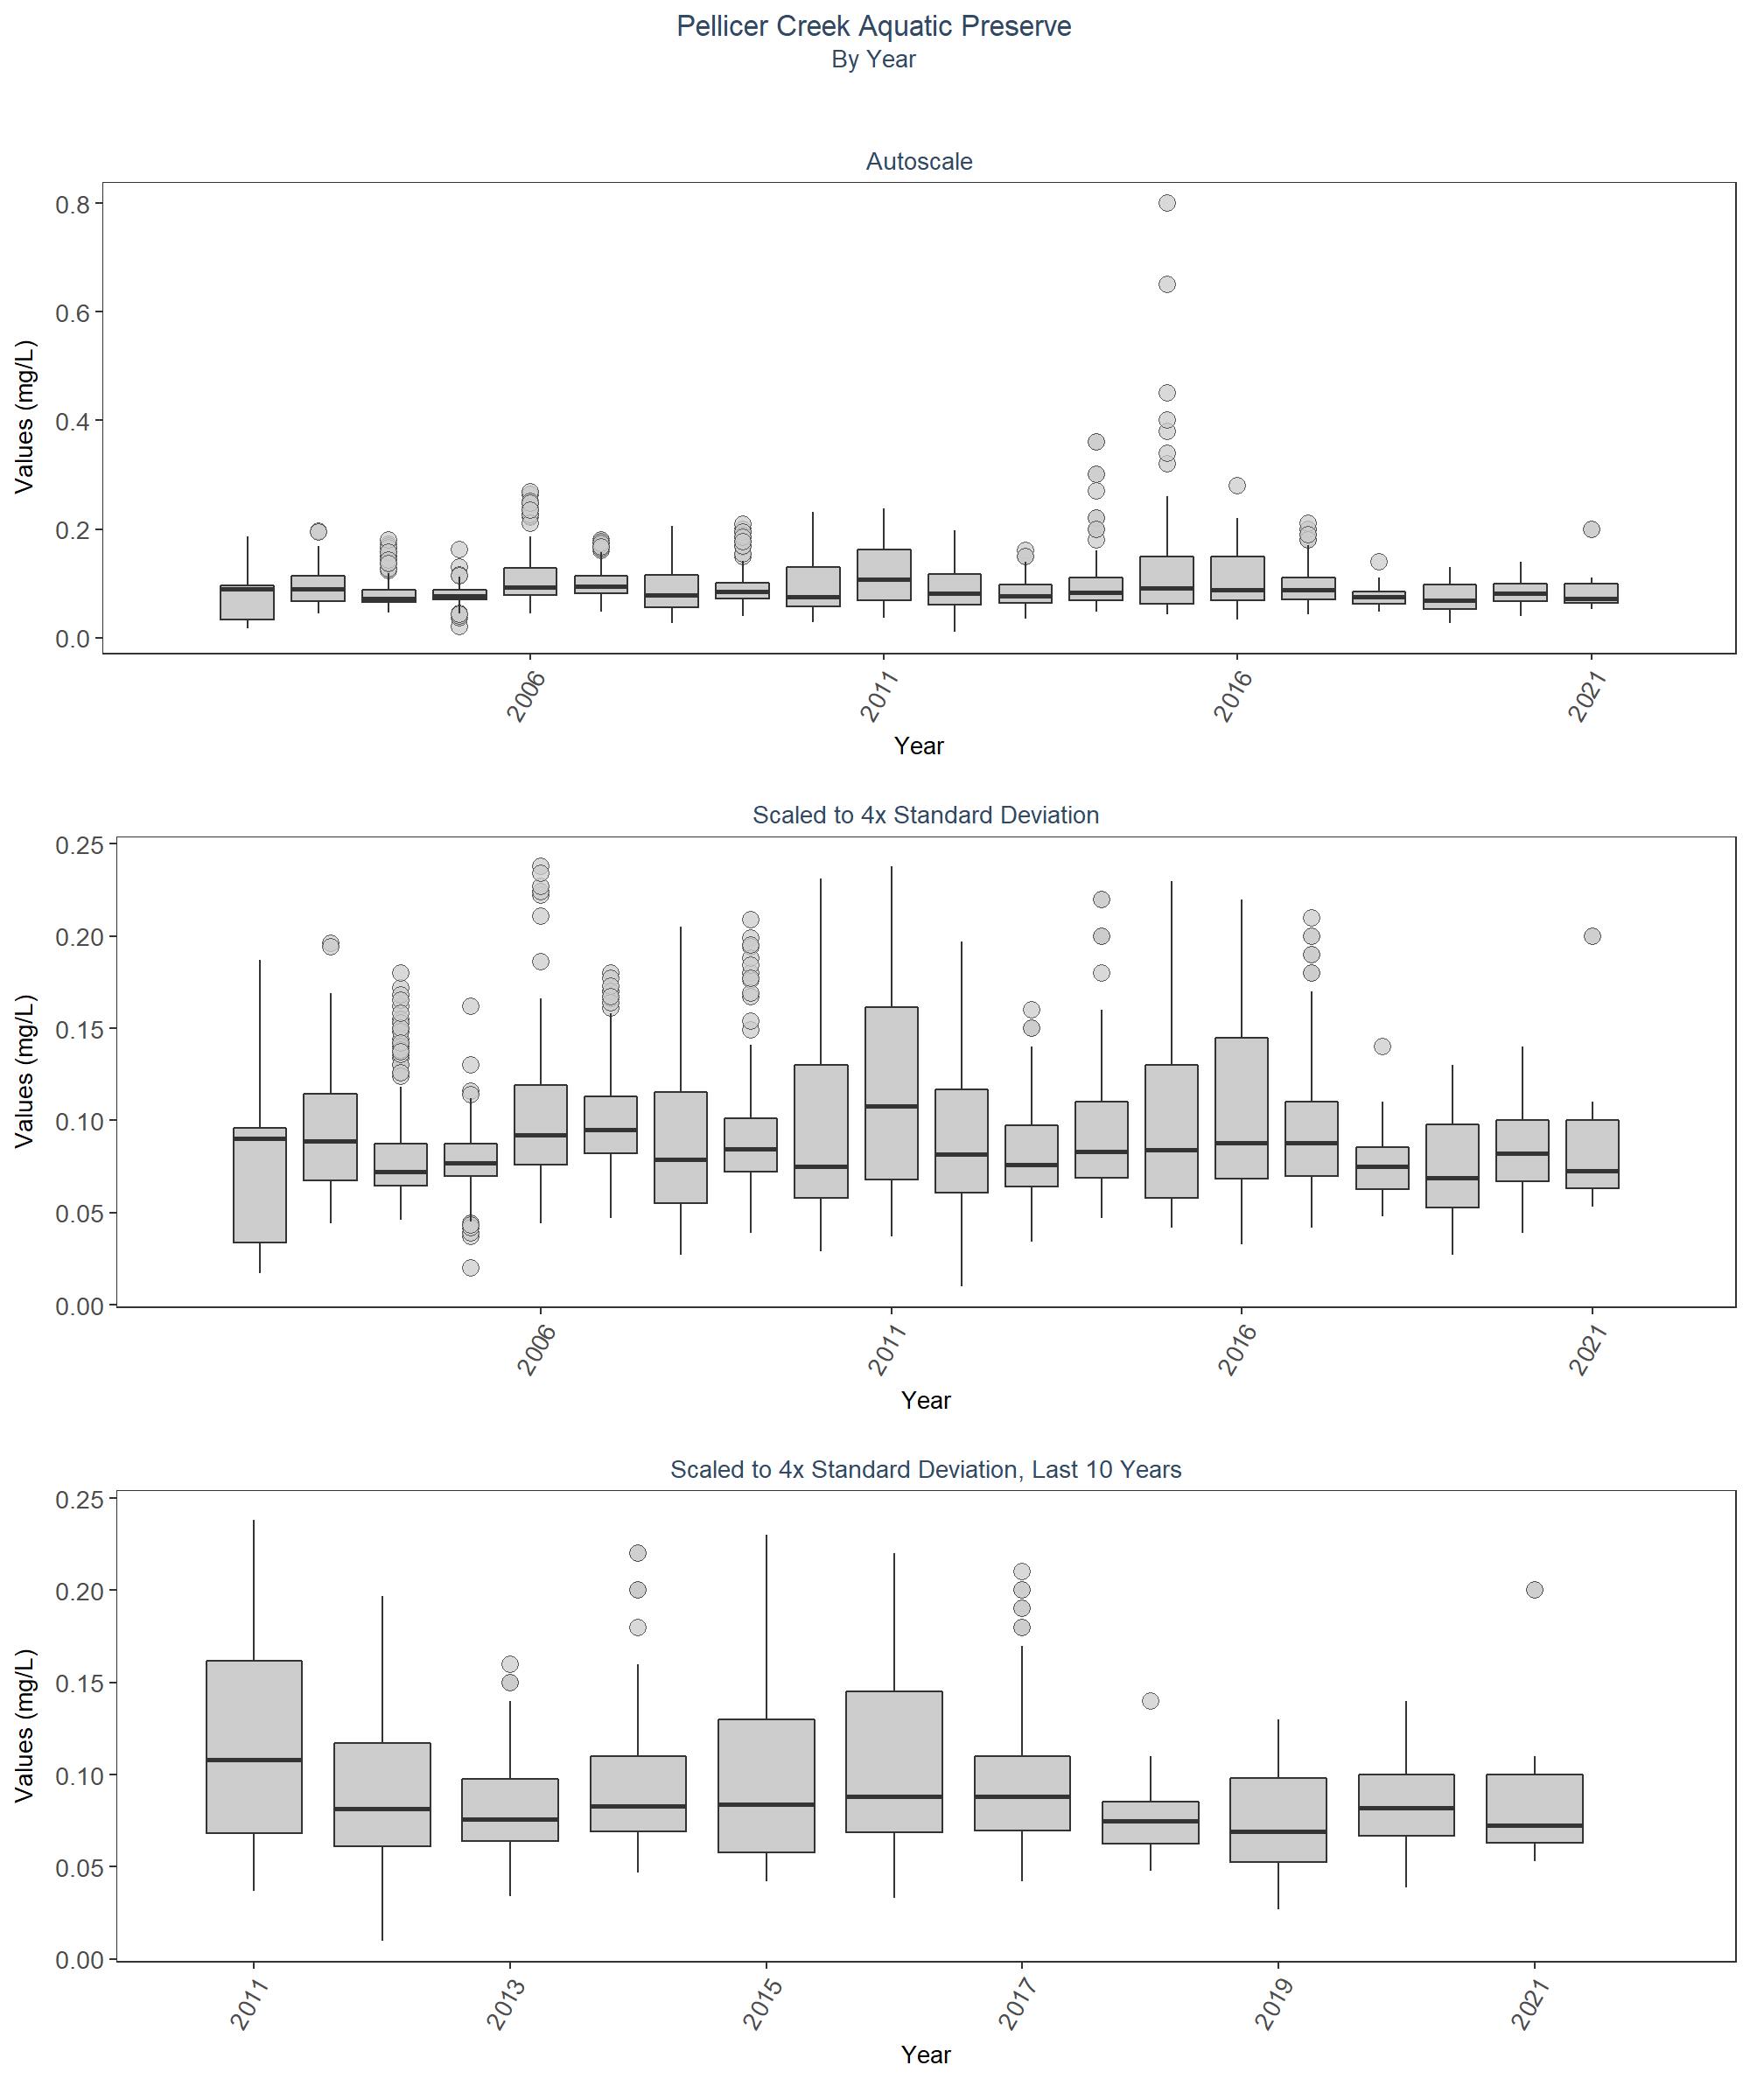 Pellicer Creek Aquatic Preserve
By Year
Autoscale
Values (mg/L)
0.8
0.6
0.4
0.2
0.0
2006 2011 2016 2021
Year
Scaled to 4x Standard Deviation
Values (mg/L)
0.25
0.20
0.15
0.10
0.05
0.00
2006 2011 2016 2021
Year
Scaled to 4x Standard Deviation, Last 10 Years
Values (mg/L)
0.25
0.20
0.15
0.10
0.05
0.00
2011 2013 2015 2017 2019 2021
Year